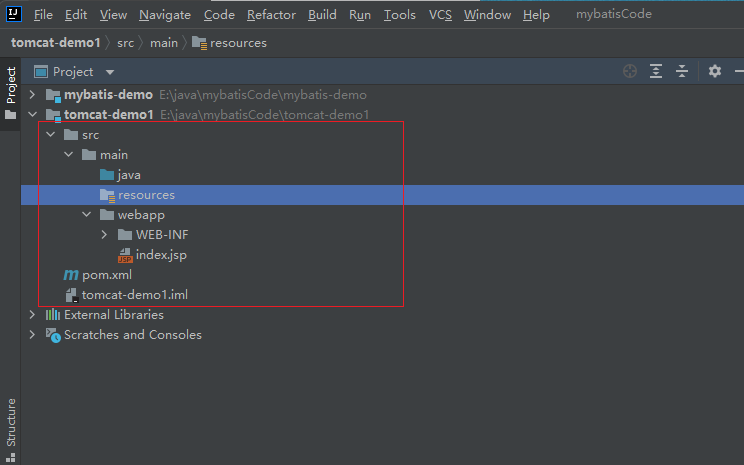 File Edit View Navigate Code Refactor Build Run Tools VCS Window Help mybatisCode
tomcat-demo1 src main resources
Project
Project
mybatis-demo E:\java\mybatisCode\mybatis-demo
tomcat-demo1 E:\java\mybatisCode\tomcat-demo1
src
main
java
resources
webapp
WEB-INF
JSP index.jsp
m pom.xml
tomcat-demo1.iml
External Libraries
Scratches and Consoles
Structure